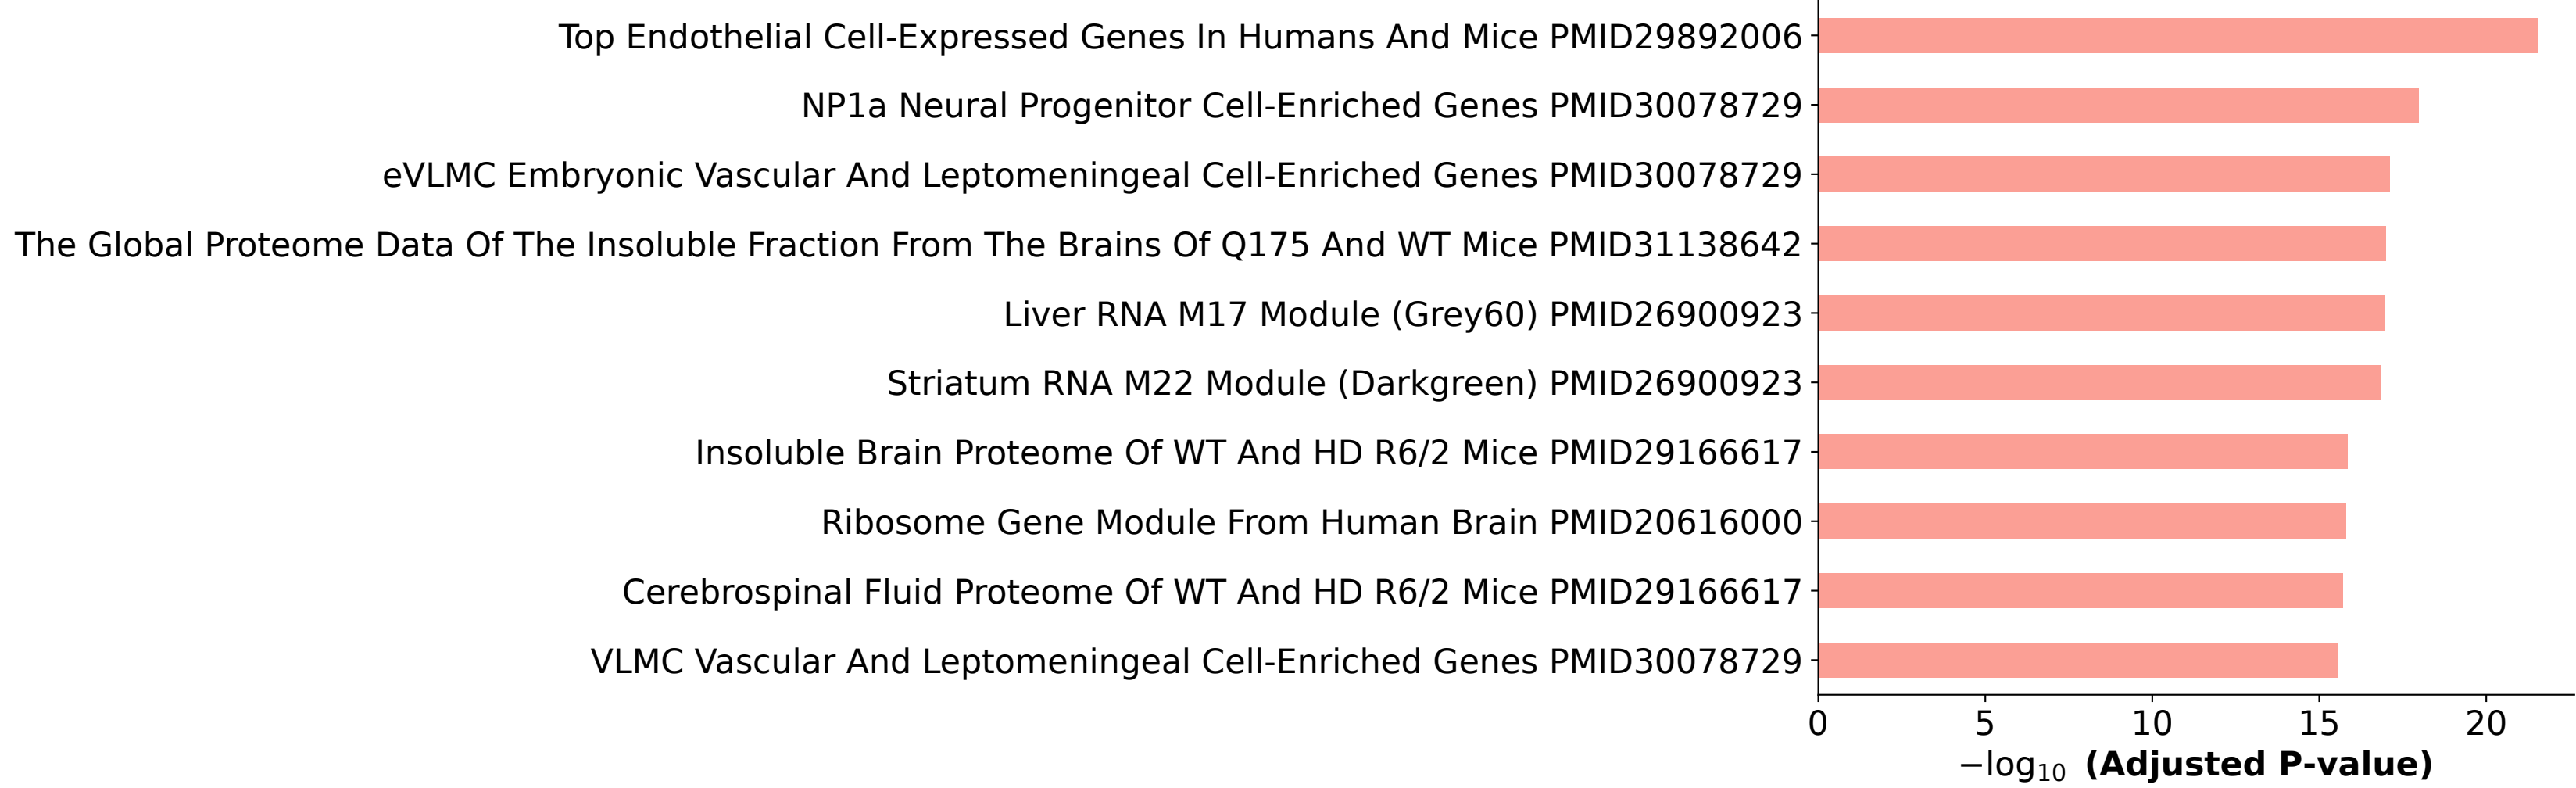 Top Endothelial Cell-Expressed Genes In Humans And Mice PMID29892006
NP1a Neural Progenitor Cell-Enriched Genes PMID30078729
eVLMC Embryonic Vascular And Leptomeningeal Cell-Enriched Genes PMID30078729
The Global Proteome Data Of The Insoluble Fraction From The Brains Of Q175 And WT Mice PMID31138642
Liver RNA M17 Module (Grey60) PMID26900923
Striatum RNA M22 Module (Darkgreen) PMID26900923
Insoluble Brain Proteome Of WT And HD R6/2 Mice PMID29166617
Ribosome Gene Module From Human Brain PMID20616000
Cerebrospinal Fluid Proteome Of WT And HD R6/2 Mice PMID29166617
VLMC Vascular And Leptomeningeal Cell-Enriched Genes PMID30078729
0 5 10 15 20
−log₁₀ (Adjusted P-value)